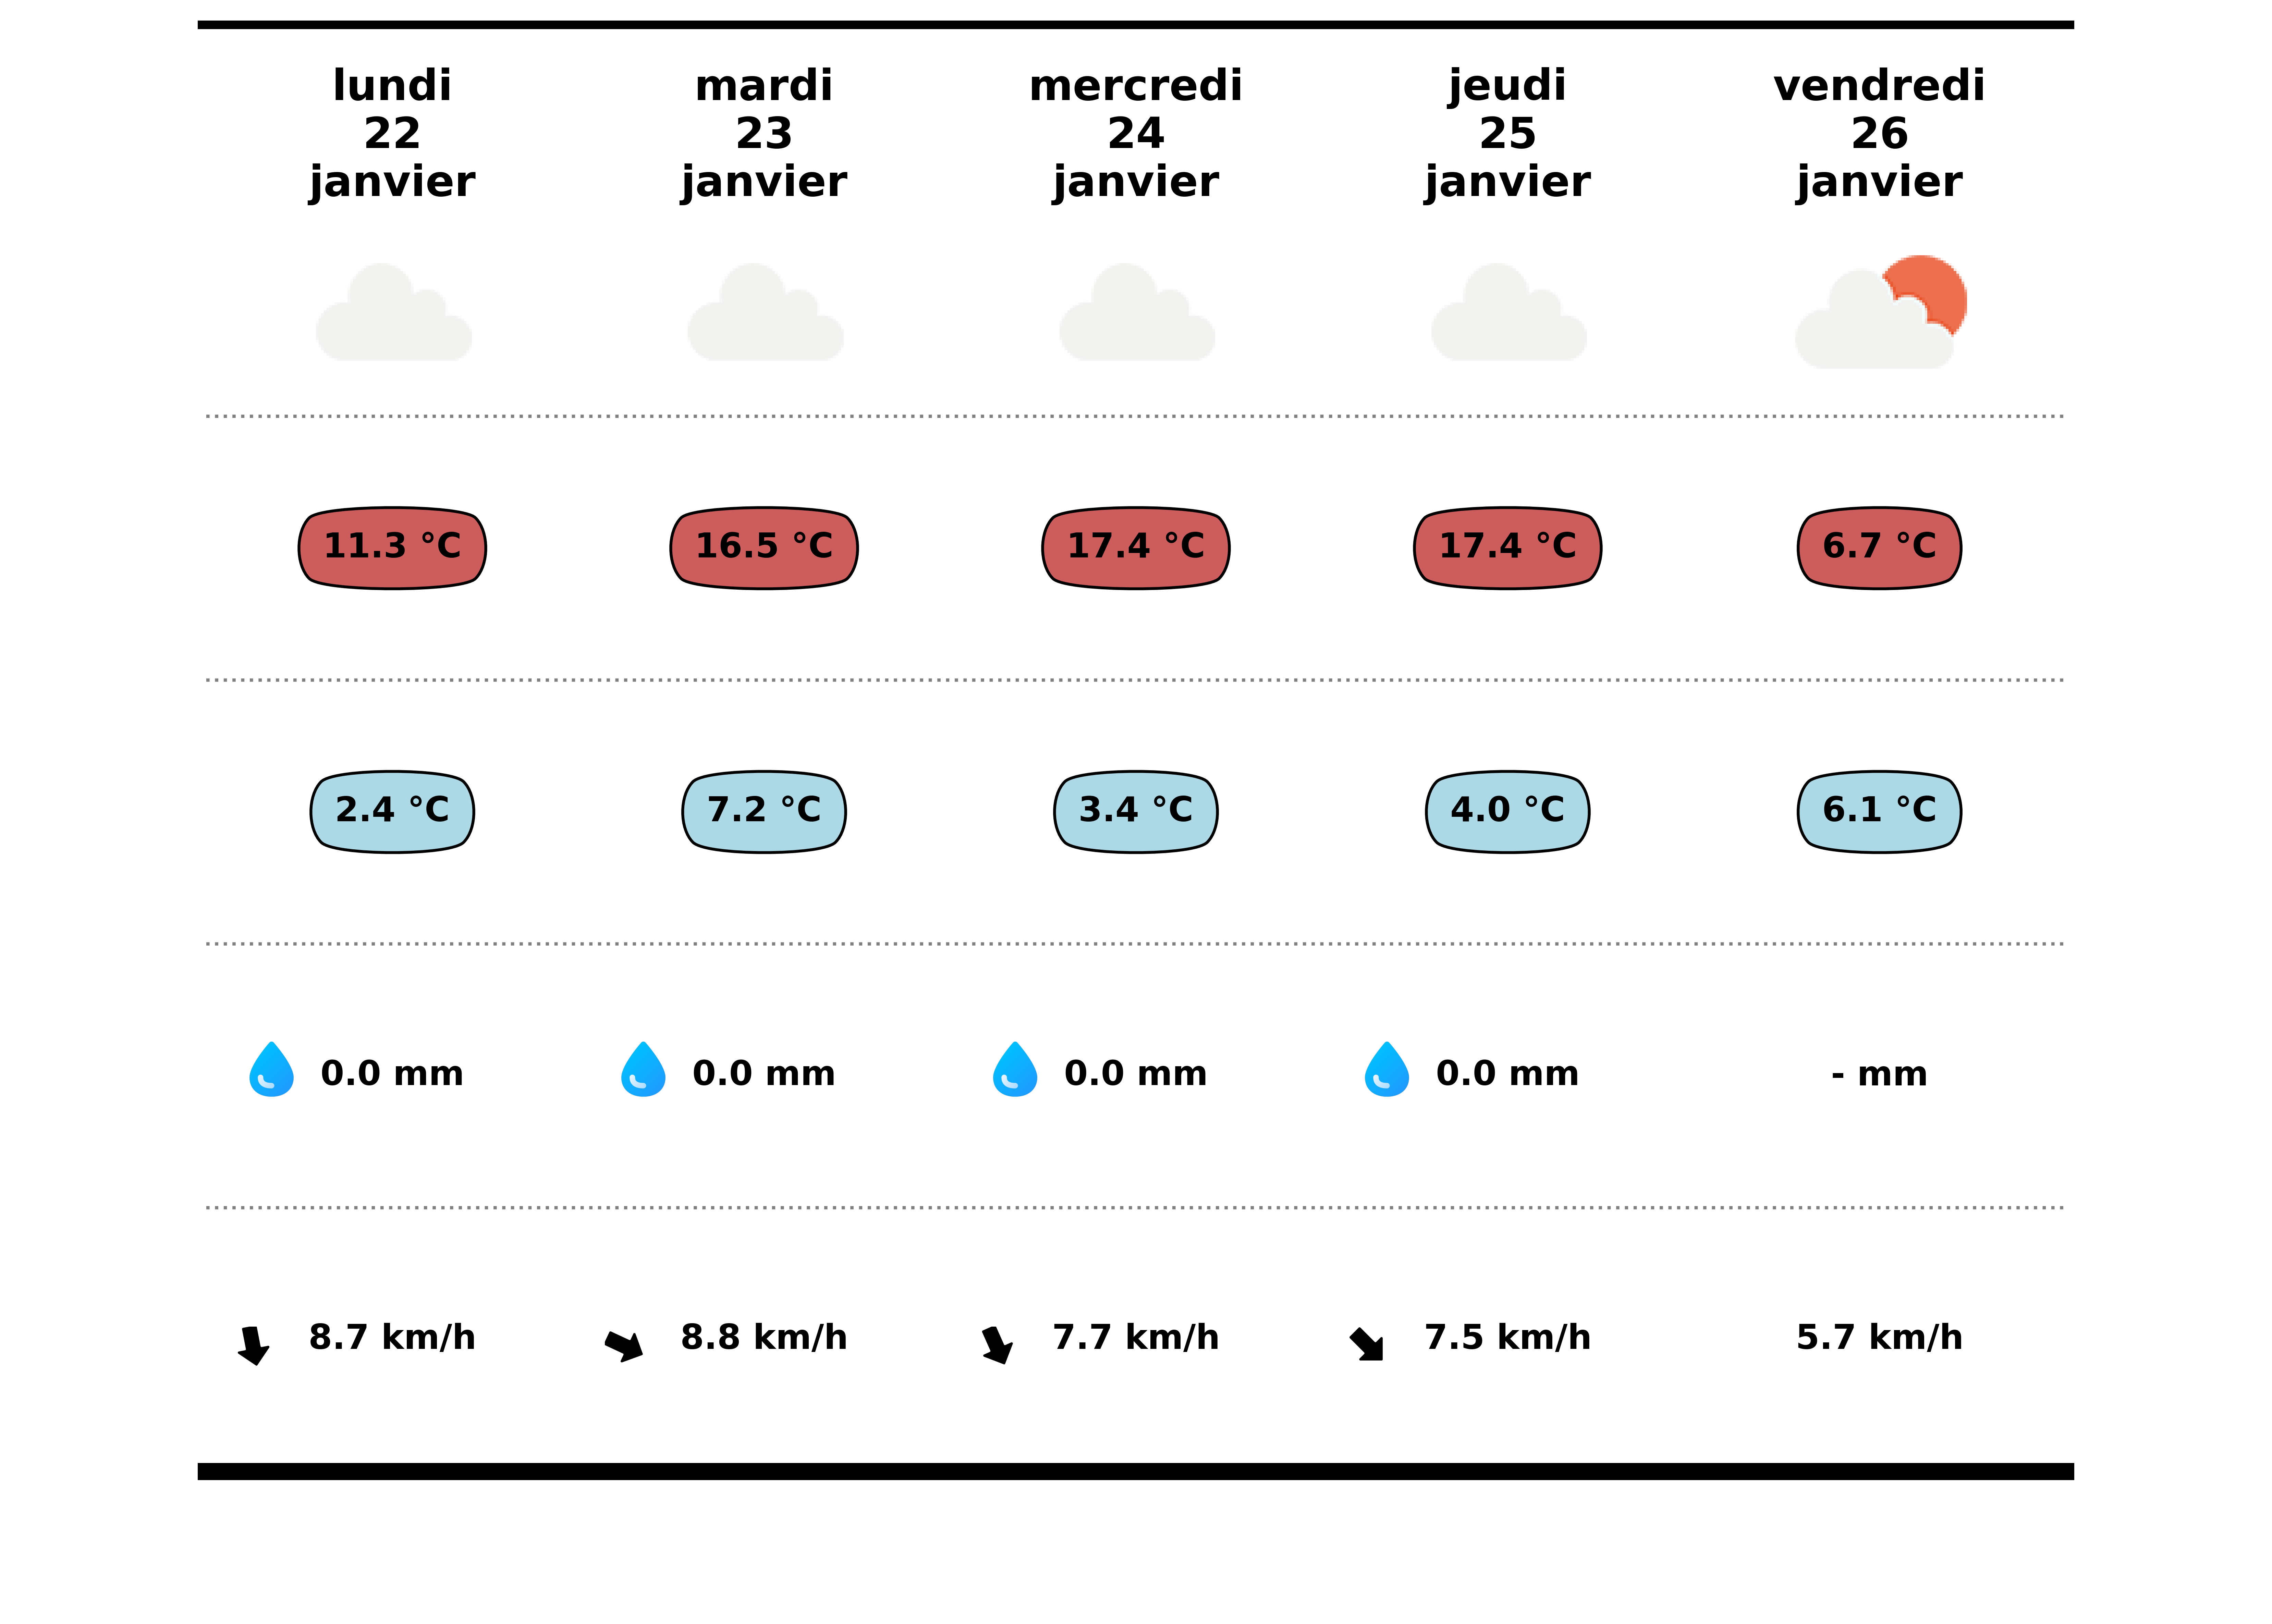 lundi
22
janvier
mardi
23
janvier
mercredi
24
janvier
jeudi
25
janvier
vendredi
26
janvier
11.3 °C
16.5 °C
17.4 °C
17.4 °C
6.7 °C
2.4 °C
7.2 °C
3.4 °C
4.0 °C
6.1 °C
0.0 mm
0.0 mm
0.0 mm
0.0 mm
- mm
8.7 km/h
8.8 km/h
7.7 km/h
7.5 km/h
5.7 km/h